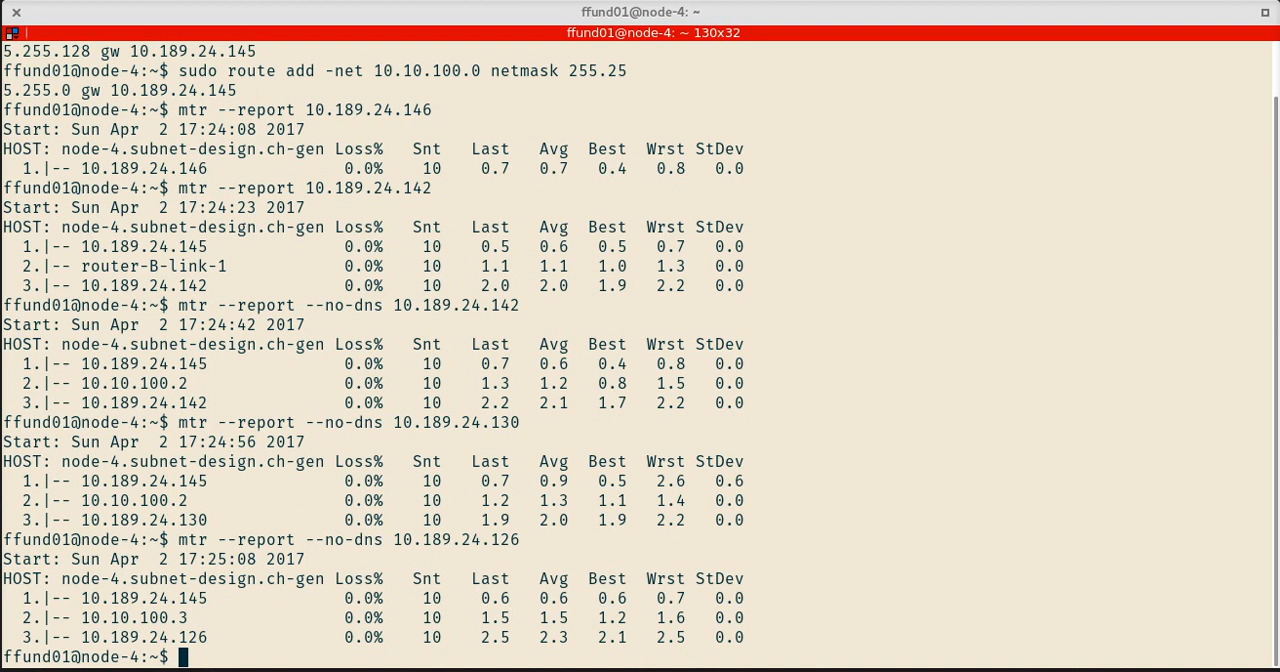 ffund01@node-4: ~
ffund01@node-4: ~ 130x32
5.255.128 gw 10.189.24.145
ffund01@node-4:~$ sudo route add -net 10.10.100.0 netmask 255.25
5.255.0 gw 10.189.24.145
ffund01@node-4:~$ mtr --report 10.189.24.146
Start: Sun Apr  2 17:24:08 2017
HOST: node-4.subnet-design.ch-gen Loss%   Snt   Last   Avg  Best  Wrst StDev
  1.|-- 10.189.24.146              0.0%    10    0.7   0.7   0.4   0.8   0.0
ffund01@node-4:~$ mtr --report 10.189.24.142
Start: Sun Apr  2 17:24:23 2017
HOST: node-4.subnet-design.ch-gen Loss%   Snt   Last   Avg  Best  Wrst StDev
  1.|-- 10.189.24.145              0.0%    10    0.5   0.6   0.5   0.7   0.0
  2.|-- router-B-link-1            0.0%    10    1.1   1.1   1.0   1.3   0.0
  3.|-- 10.189.24.142              0.0%    10    2.0   2.0   1.9   2.2   0.0
ffund01@node-4:~$ mtr --report --no-dns 10.189.24.142
Start: Sun Apr  2 17:24:42 2017
HOST: node-4.subnet-design.ch-gen Loss%   Snt   Last   Avg  Best  Wrst StDev
  1.|-- 10.189.24.145              0.0%    10    0.7   0.6   0.4   0.8   0.0
  2.|-- 10.10.100.2                0.0%    10    1.3   1.2   0.8   1.5   0.0
  3.|-- 10.189.24.142              0.0%    10    2.2   2.1   1.7   2.2   0.0
ffund01@node-4:~$ mtr --report --no-dns 10.189.24.130
Start: Sun Apr  2 17:24:56 2017
HOST: node-4.subnet-design.ch-gen Loss%   Snt   Last   Avg  Best  Wrst StDev
  1.|-- 10.189.24.145              0.0%    10    0.7   0.9   0.5   2.6   0.6
  2.|-- 10.10.100.2                0.0%    10    1.2   1.3   1.1   1.4   0.0
  3.|-- 10.189.24.130              0.0%    10    1.9   2.0   1.9   2.2   0.0
ffund01@node-4:~$ mtr --report --no-dns 10.189.24.126
Start: Sun Apr  2 17:25:08 2017
HOST: node-4.subnet-design.ch-gen Loss%   Snt   Last   Avg  Best  Wrst StDev
  1.|-- 10.189.24.145              0.0%    10    0.6   0.6   0.6   0.7   0.0
  2.|-- 10.10.100.3                0.0%    10    1.5   1.5   1.2   1.6   0.0
  3.|-- 10.189.24.126              0.0%    10    2.5   2.3   2.1   2.5   0.0
ffund01@node-4:~$